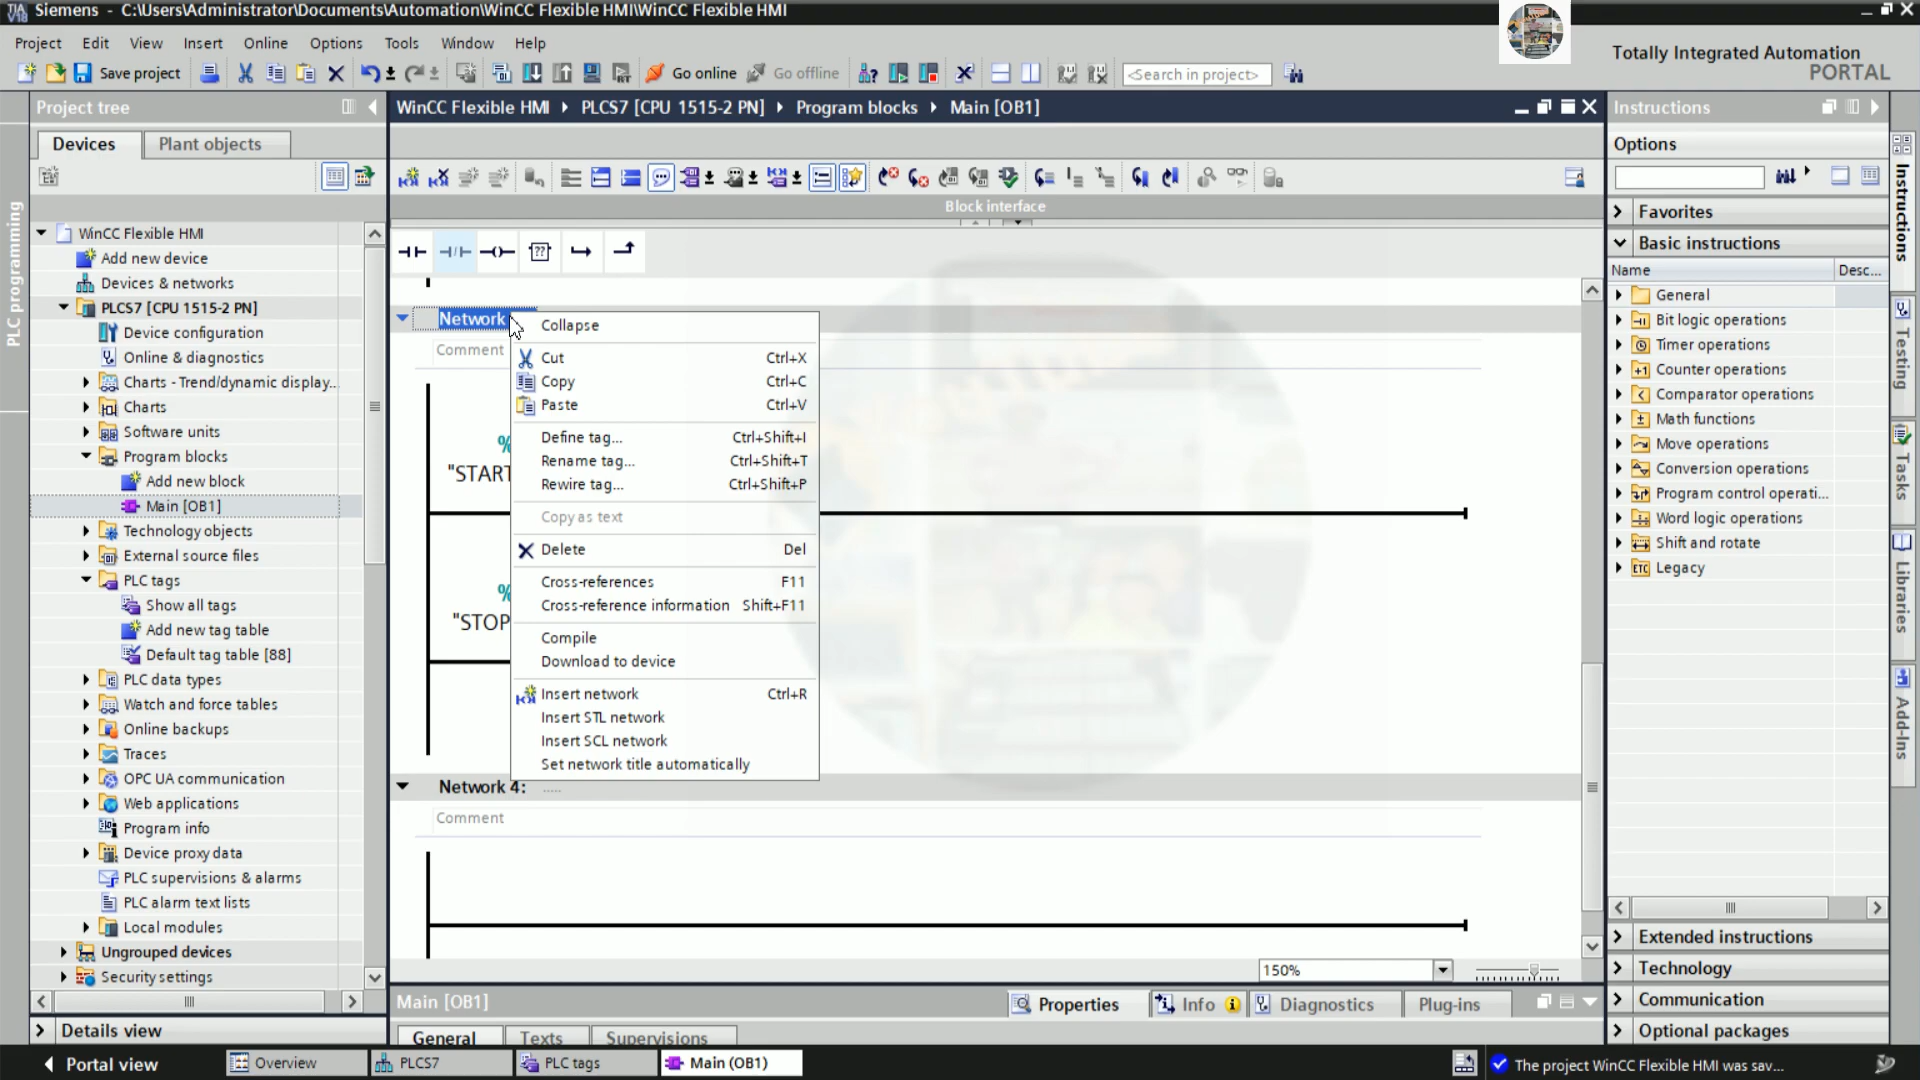 Siemens - C:\Users\Administrator\Documents\Automation\WinCC Flexible HMI\WinCC Flexible HMI
Project Edit View Insert Online Options Tools Window Help
Totally Integrated Automation
PORTAL
Save project
Go online
Go offline
<Search in project>
Project tree
WinCC Flexible HMI
PLCS7 [CPU 1515-2 PN]
Program blocks
Main [OB1]
Instructions
Devices
Plant objects
Options
Block interface
PLC programming
WinCC Flexible HMI
Add new device
Devices & networks
PLCS7 [CPU 1515-2 PN]
Device configuration
Online & diagnostics
Charts - Trend/dynamic display...
Charts
Software units
Program blocks
Add new block
Main [OB1]
Technology objects
External source files
PLC tags
Show all tags
Add new tag table
Default tag table [88]
PLC data types
Watch and force tables
Online backups
Traces
OPC UA communication
Web applications
Program info
Device proxy data
PLC supervisions & alarms
PLC alarm text lists
Local modules
Ungrouped devices
Security settings
Details view
??
Network
Comment
%
"START
%
"STOP
Collapse
Cut Ctrl+X
Copy Ctrl+C
Paste Ctrl+V
Define tag... Ctrl+Shift+I
Rename tag... Ctrl+Shift+T
Rewire tag... Ctrl+Shift+P
Copy as text
Delete Del
Cross-references F11
Cross-reference information Shift+F11
Compile
Download to device
Insert network Ctrl+R
Insert STL network
Insert SCL network
Set network title automatically
Network 4: .....
Comment
150%
Main [OB1]
Properties
Info
Diagnostics
Plug-ins
General
Texts
Supervisions
Favorites
Basic instructions
Name Desc...
General
Bit logic operations
Timer operations
Counter operations
Comparator operations
Math functions
Move operations
Conversion operations
Program control operati...
Word logic operations
Shift and rotate
Legacy
Extended instructions
Technology
Communication
Optional packages
Instructions
Testing
Tasks
Libraries
Add-Ins
Portal view
Overview
PLCS7
PLC tags
Main (OB1)
The project WinCC Flexible HMI was sav...